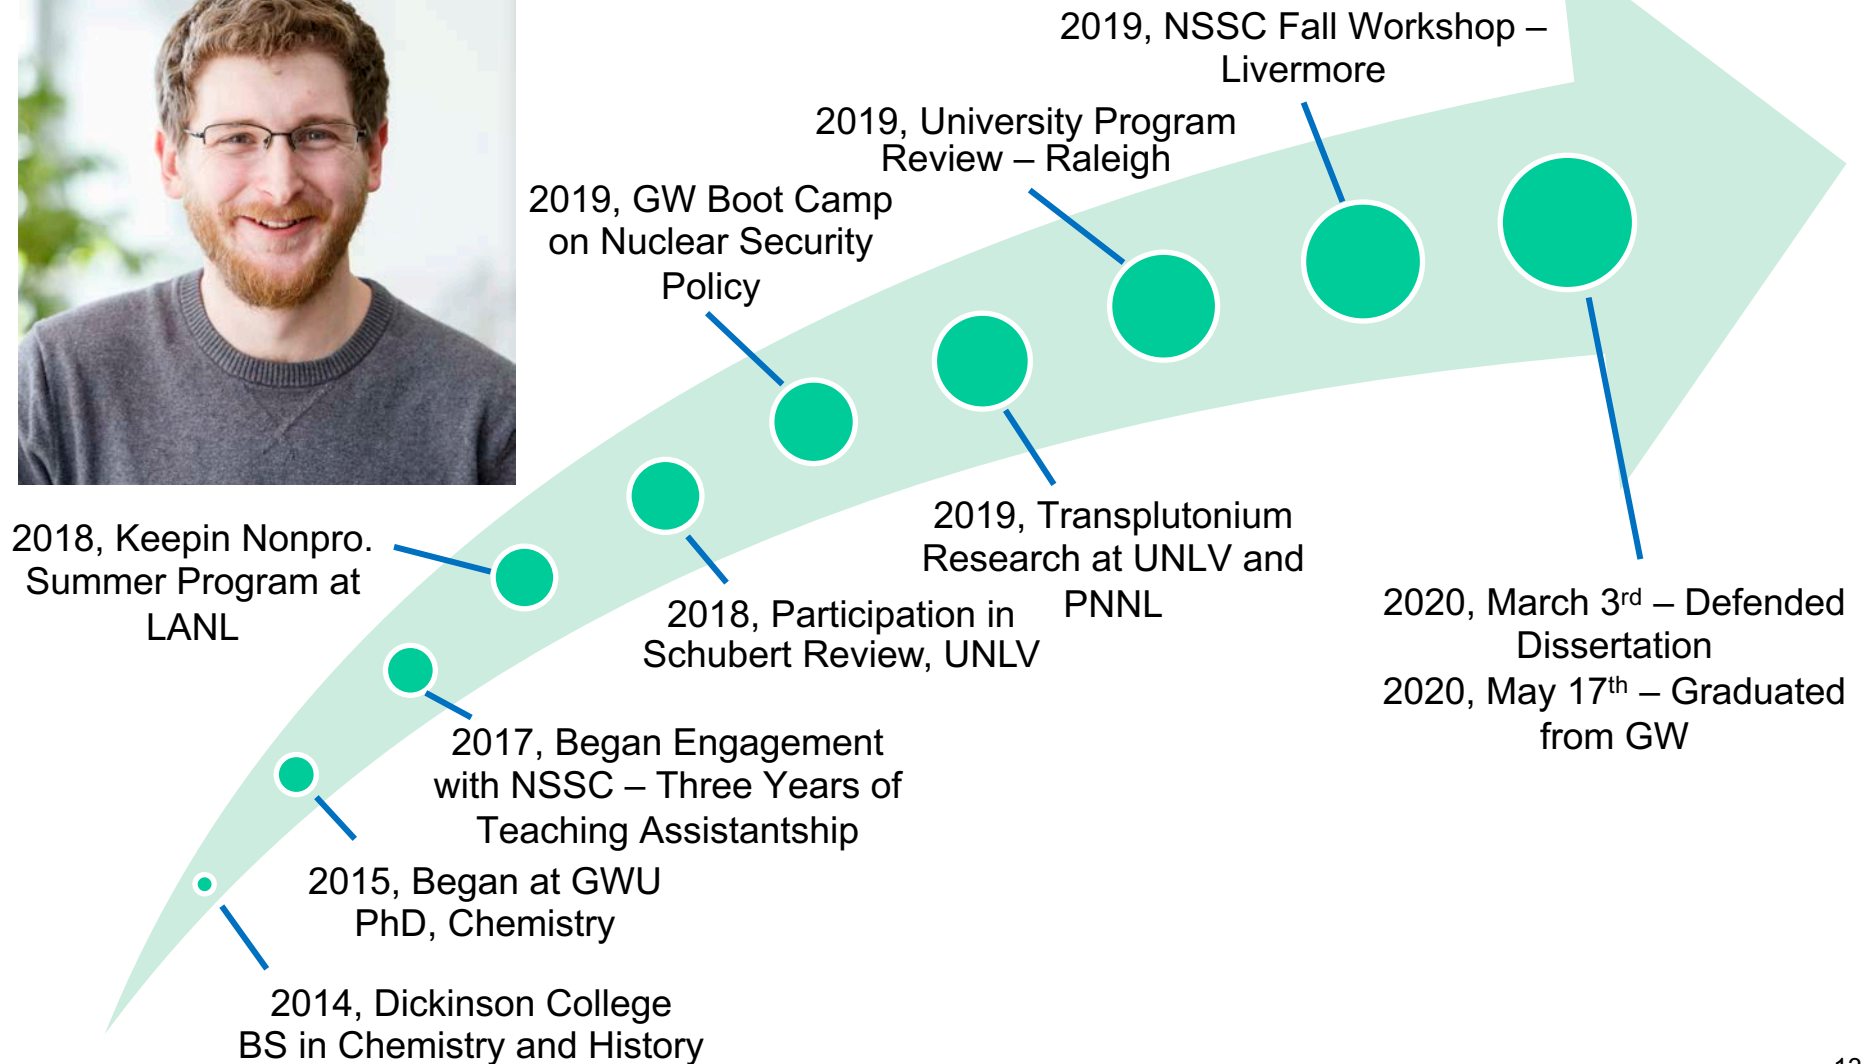 2019, NSSC Fall Workshop –
Livermore
2019, University Program
Review – Raleigh
2019, GW Boot Camp
on Nuclear Security
Policy
2018, Keepin Nonpro.
Summer Program at
LANL
2019, Transplutonium
Research at UNLV and
PNNL
2018, Participation in
Schubert Review, UNLV
2020, March 3rd – Defended
Dissertation
2020, May 17th – Graduated
from GW
2017, Began Engagement
with NSSC – Three Years of
Teaching Assistantship
2015, Began at GWU
PhD, Chemistry
2014, Dickinson College
BS in Chemistry and History